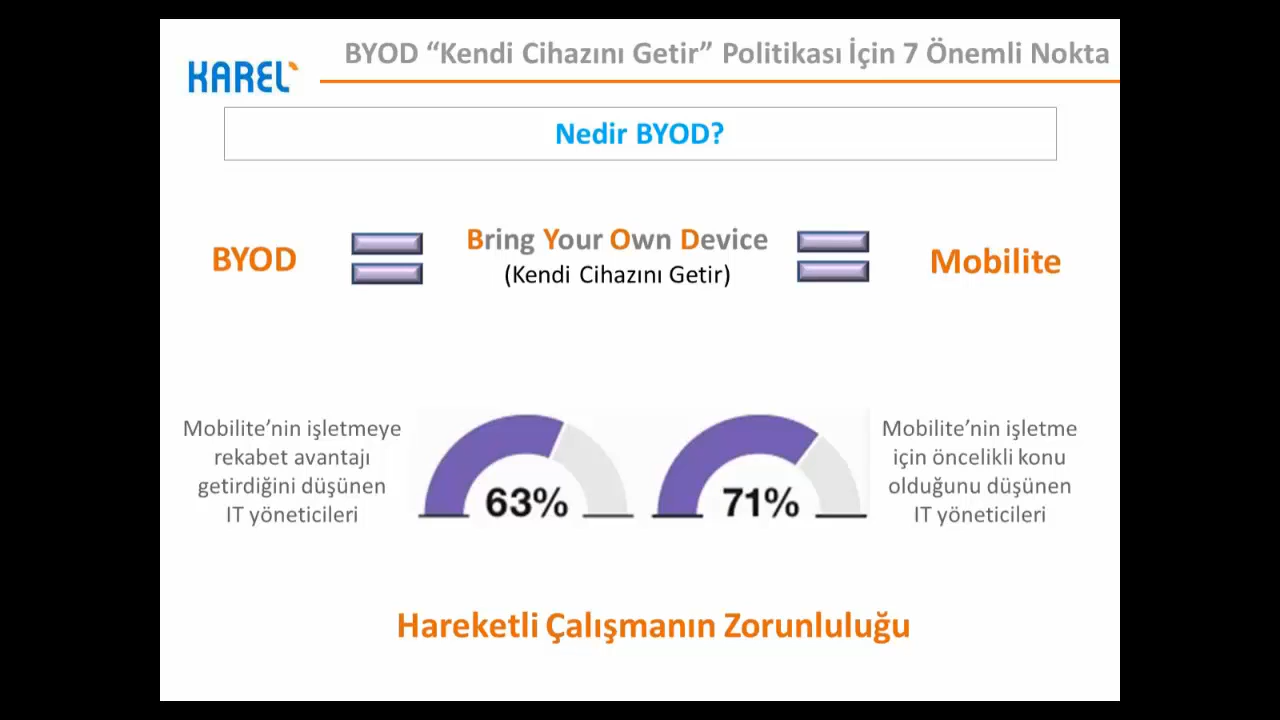 BYOD “Kendi Cihazını Getir” Politikası İçin 7 Önemli Nokta
KAREL
Nedir BYOD?
BYOD
Bring Your Own Device
(Kendi Cihazını Getir)
Mobilite
Mobilite’nin işletmeye
rekabet avantajı
getirdiğini düşünen
IT yöneticileri
63%
71%
Mobilite’nin işletme
için öncelikli konu
olduğunu düşünen
IT yöneticileri
Hareketli Çalışmanın Zorunluluğu